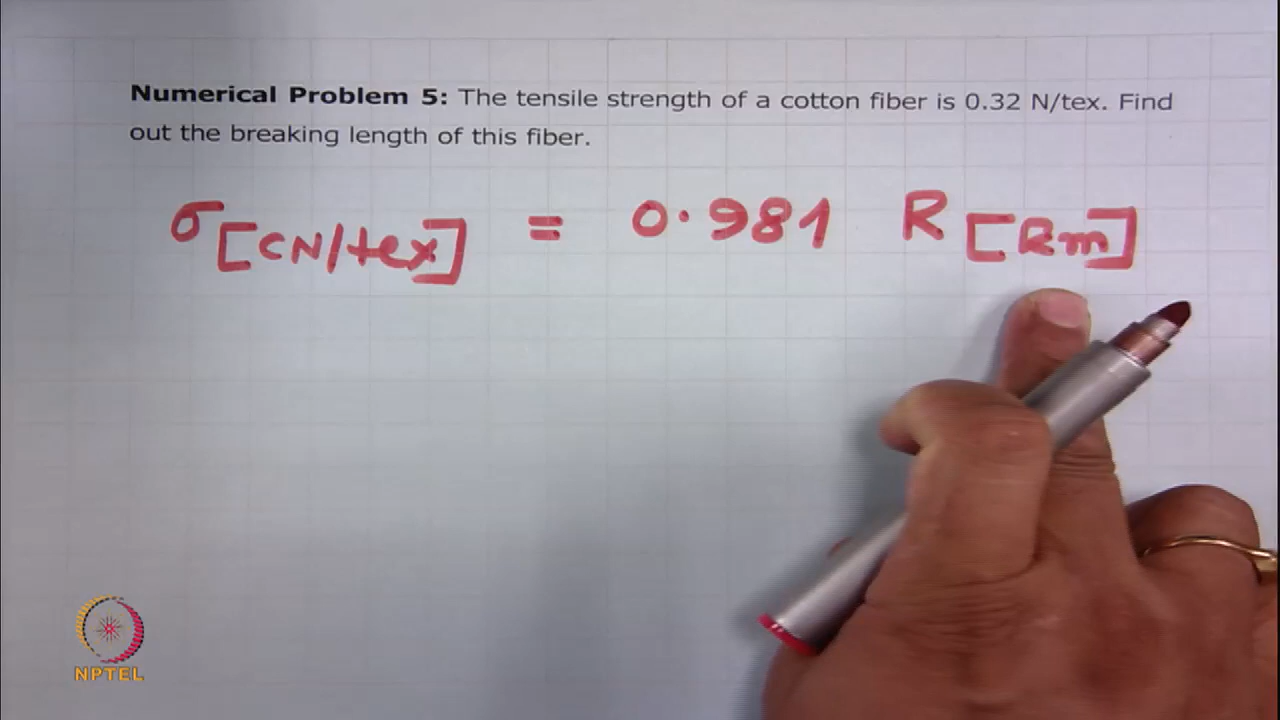 Numerical Problem 5: The tensile strength of a cotton fiber is 0.32 N/tex. Find
out the breaking length of this fiber.
σ [CN/tex] = 0.981 R [Rm]
NPTEL